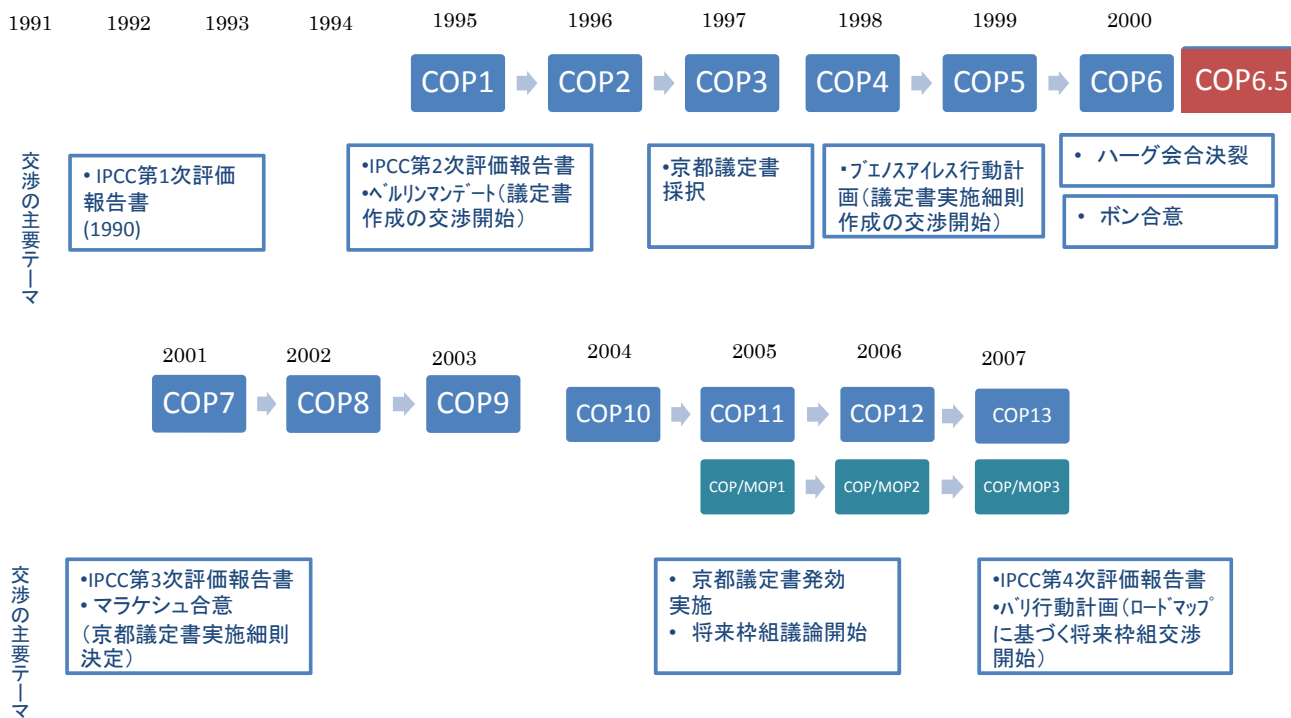 1991 1992 1993 1994 1995 1996 1997 1998 1999 2000
COP1 COP2 COP3 COP4 COP5 COP6 COP6.5
交渉の主要テーマ
• IPCC第1次評価
報告書
(1990)
•IPCC第2次評価報告書
•ﾍﾞﾙﾘﾝﾏﾝﾃﾞｰﾄ（議定書
作成の交渉開始）
•京都議定書
採択
・ﾌﾞｴﾉｽｱｲﾚｽ行動計
画（議定書実施細則
作成の交渉開始）
• ハーグ会合決裂
• ボン合意
2001 2002 2003 2004 2005 2006 2007
COP7 COP8 COP9 COP10 COP11 COP12 COP13
COP/MOP1 COP/MOP2 COP/MOP3
交渉の主要テーマ
•IPCC第3次評価報告書
• マラケシュ合意
（京都議定書実施細則
決定）
• 京都議定書発効
実施
• 将来枠組議論開始
•IPCC第4次評価報告書
•ﾊﾞﾘ行動計画（ﾛｰﾄﾞﾏｯﾌﾟ
に基づく将来枠組交渉
開始）